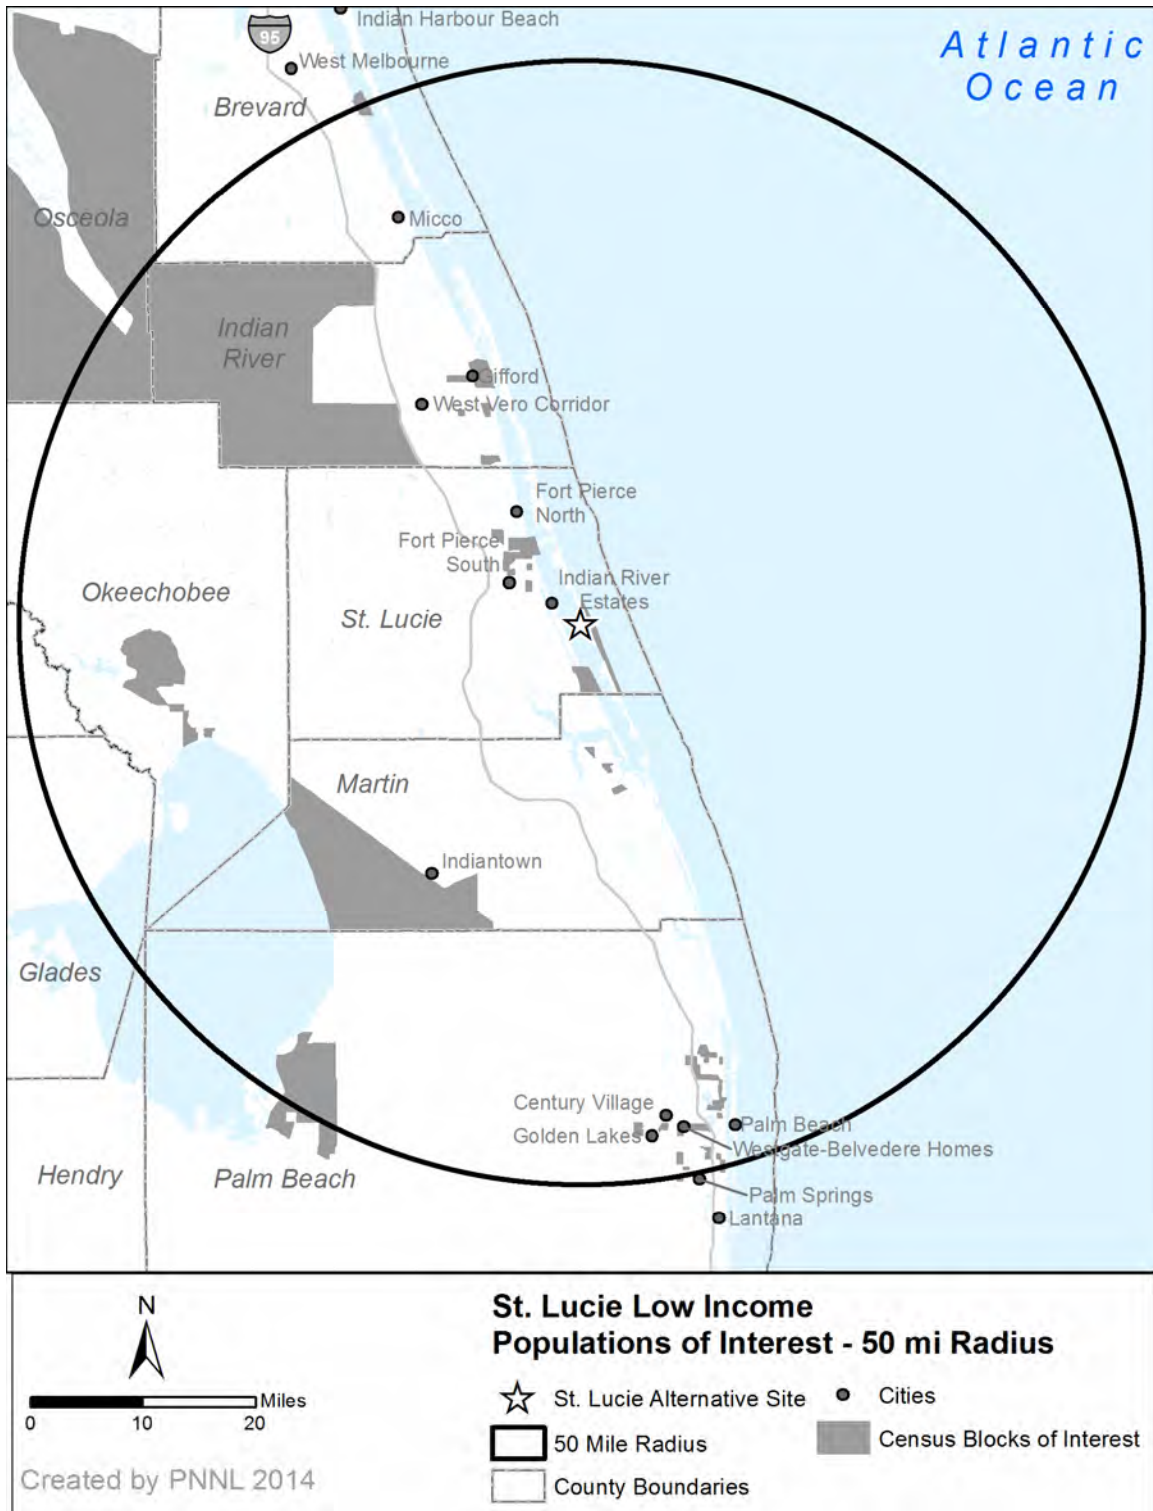 Indian Harbour Beach
95
West Melbourne
Atlantic
Ocean
Brevard
Osceola
Micco
Indian
River
Gifford
West Vero Corridor
Fort Pierce
North
Fort Pierce
South
Indian River
Estates
Okeechobee
St. Lucie
Martin
Indiantown
Glades
Century Village
Golden Lakes
Palm Beach
Westgate-Belvedere Homes
Hendry
Palm Beach
Palm Springs
Lantana
N
Miles
0 10 20
Created by PNNL 2014
St. Lucie Low Income
Populations of Interest - 50 mi Radius
St. Lucie Alternative Site
Cities
50 Mile Radius
Census Blocks of Interest
County Boundaries